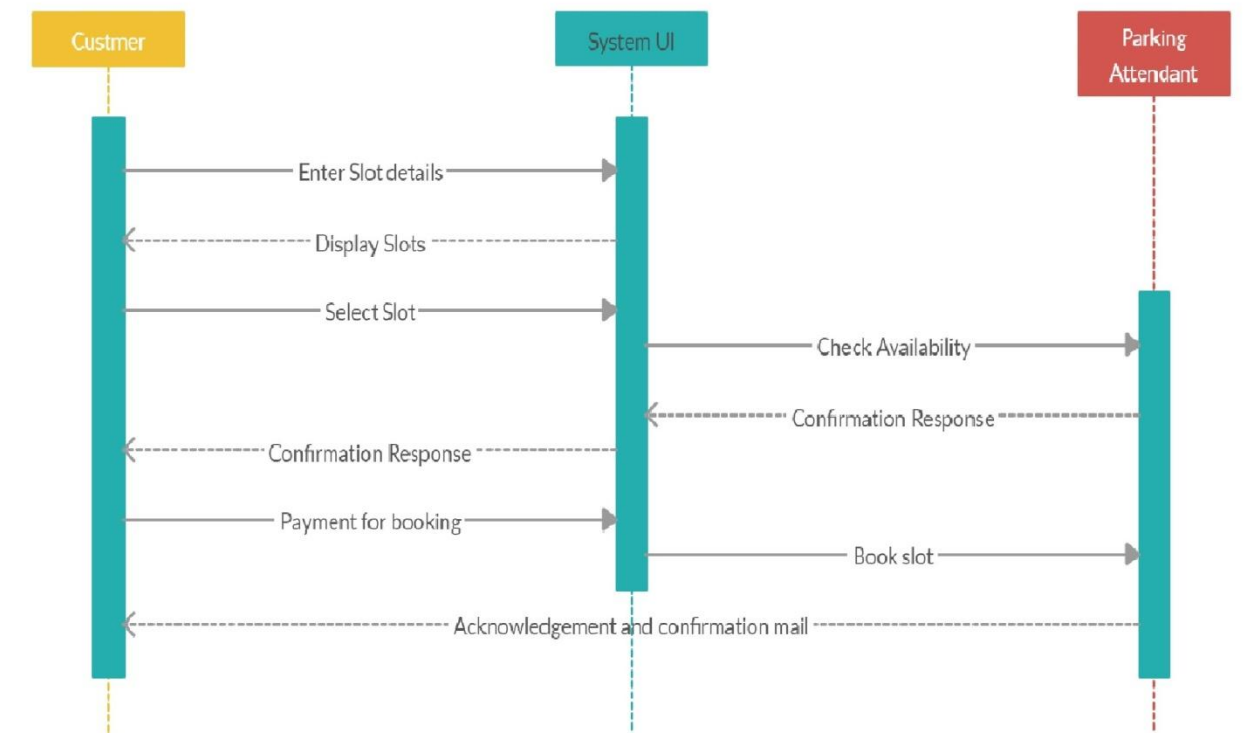 Custmer
System UI
Parking
Attendant
Enter Slot details
Display Slots
Select Slot
Check Availability
Confirmation Response
Confirmation Response
Payment for booking
Book slot
Acknowledgement and confirmation mail